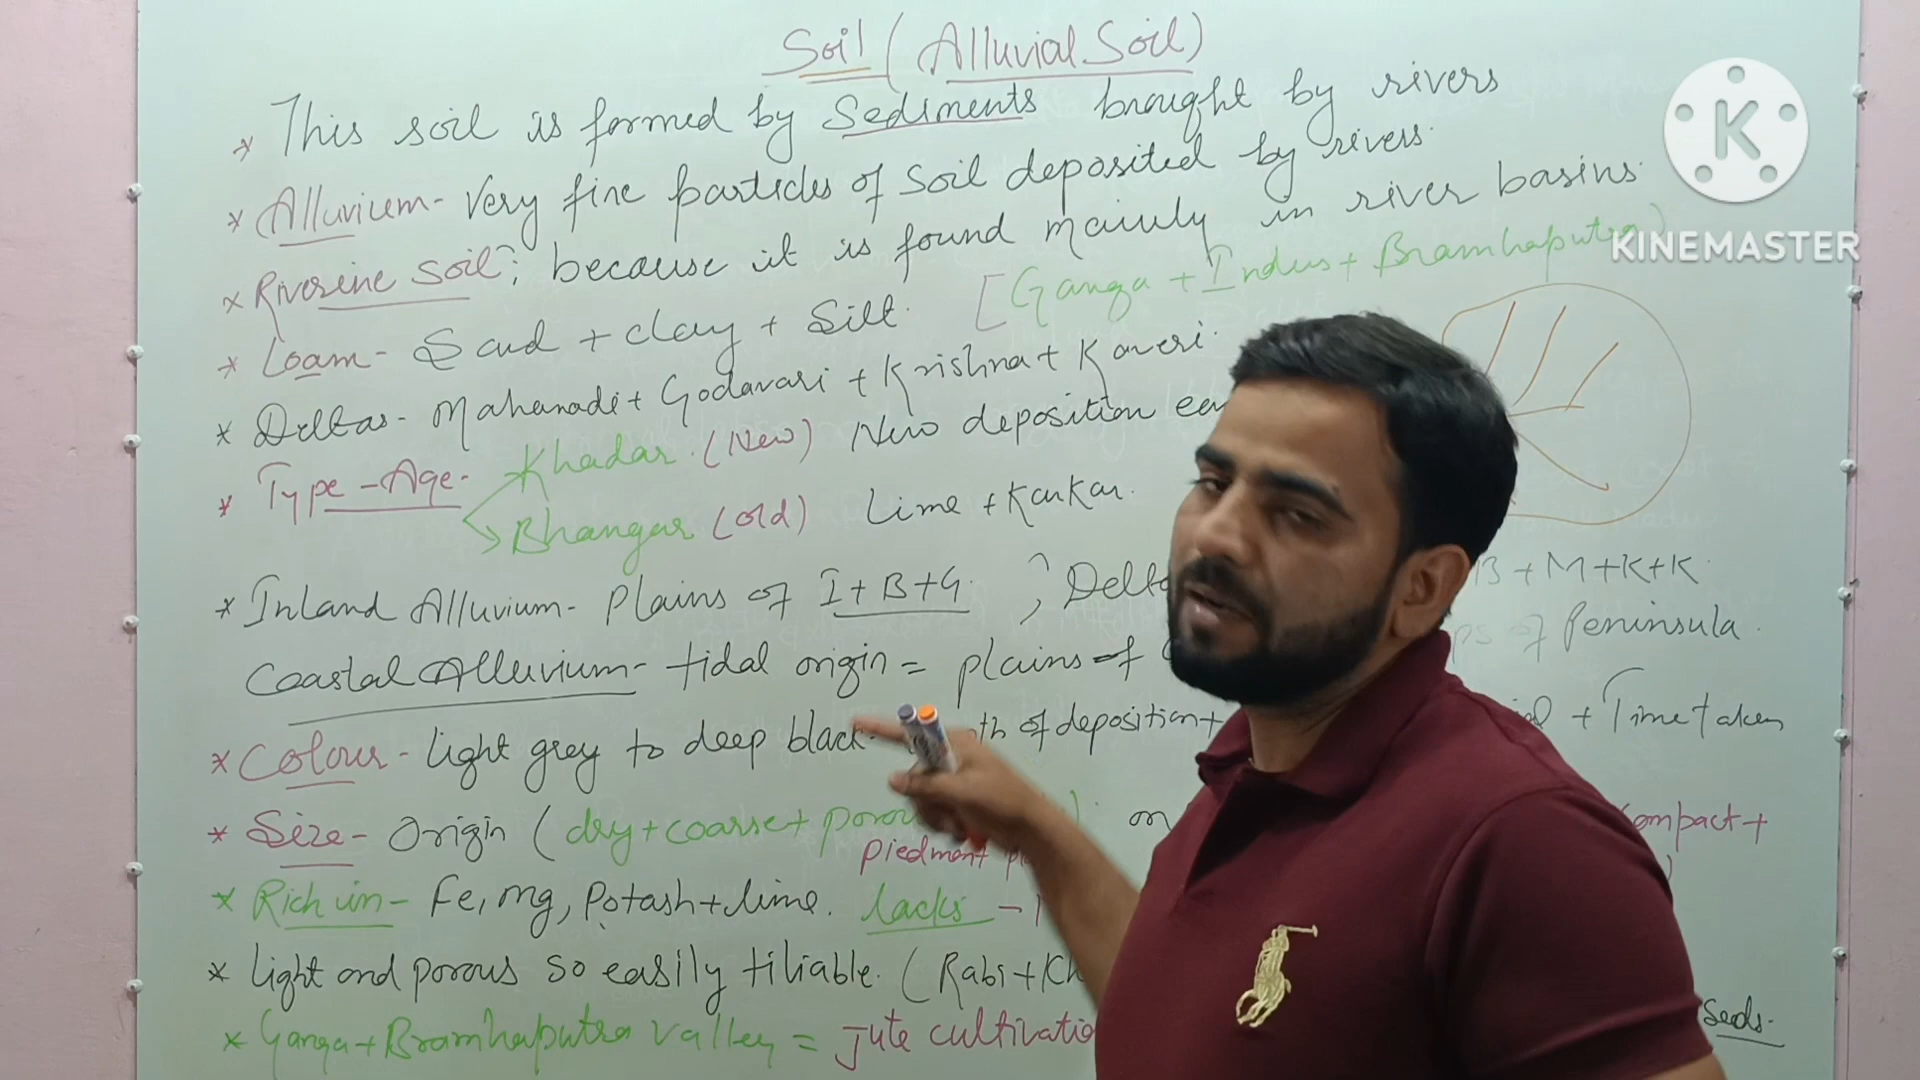 Soil (Alluvial Soil)
* This soil is formed by Sediments brought by rivers
* Alluvium - Very fine particles of Soil deposited by rivers.
* Riverine Soil; because it is found mainly in river basins.
[Ganga + Indus + Bramhaputra)
* Loam - Sand + clay + Silt.
* Deltas - Mahanadi + Godavari + Krishna + Kaveri.
* Type - Age - Khadar. (New) New deposition
Bhangar (old) Lime + Kankar.
* Inland Alluvium - Plains of I + B + G. ; Delta B + M + K + K.
Coastal Alluvium - tidal origin = plains of of Peninsula.
* Colour - light grey to deep black of deposition + + Time taken
* Size - Origin (dry + coarse + porou ompact +
Piedment
* Rich in - Fe, mg, Potash + lime. lacks -
* light and porous so easily tiliable. (Rabi + Kh
Seeds.
* Ganga + Bramhaputra valley = Jute cultivatio
K
KINEMASTER